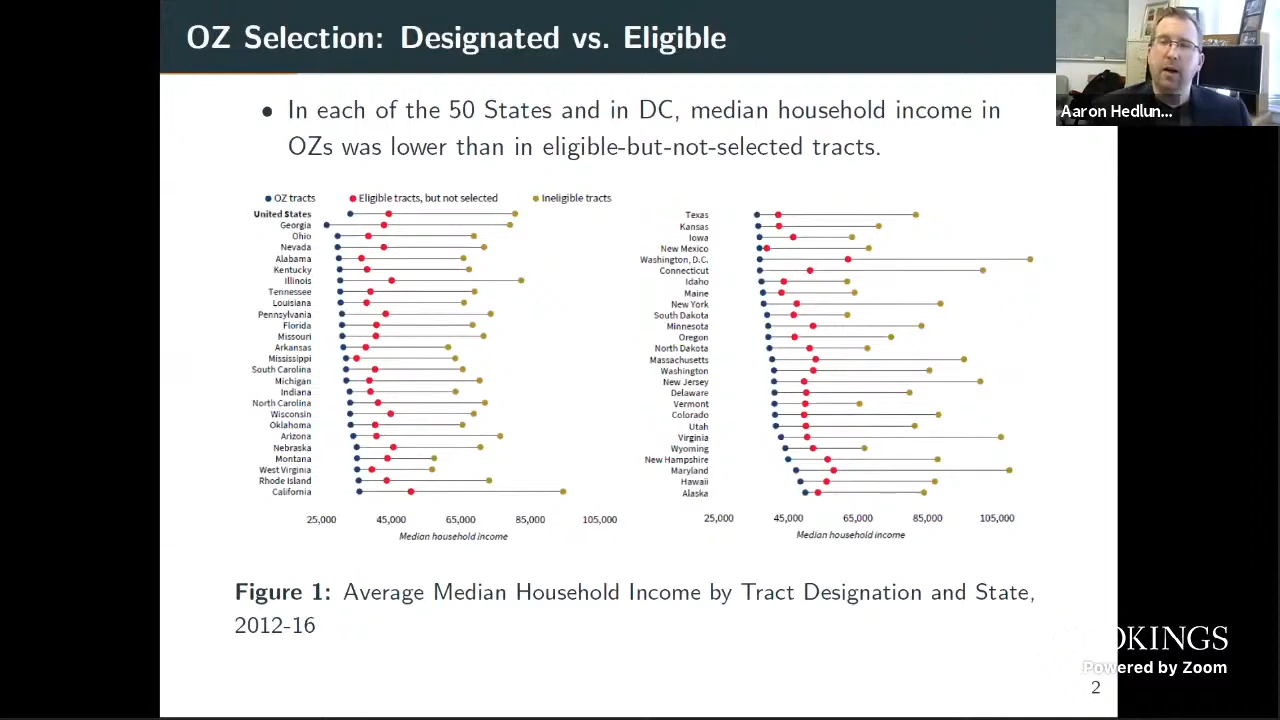 OZ Selection: Designated vs. Eligible
Aaron Hedlun...
• In each of the 50 States and in DC, median household income in
OZs was lower than in eligible-but-not-selected tracts.
OZ tracts
Eligible tracts, but not selected
Ineligible tracts
United States
Georgia
Ohio
Nevada
Alabama
Kentucky
Illinois
Tennessee
Louisiana
Pennsylvania
Florida
Missouri
Arkansas
Mississippi
South Carolina
Michigan
Indiana
North Carolina
Wisconsin
Oklahoma
Arizona
Nebraska
Montana
West Virginia
Rhode Island
California
25,000 45,000 65,000 85,000 105,000
Median household income
Texas
Kansas
Iowa
New Mexico
Washington, D.C.
Connecticut
Idaho
Maine
New York
South Dakota
Minnesota
Oregon
North Dakota
Massachusetts
Washington
New Jersey
Delaware
Vermont
Colorado
Utah
Virginia
Wyoming
New Hampshire
Maryland
Hawaii
Alaska
25,000 45,000 65,000 85,000 105,000
Median household income
Figure 1: Average Median Household Income by Tract Designation and State,
2012-16
OKINGS
Powered by Zoom
2